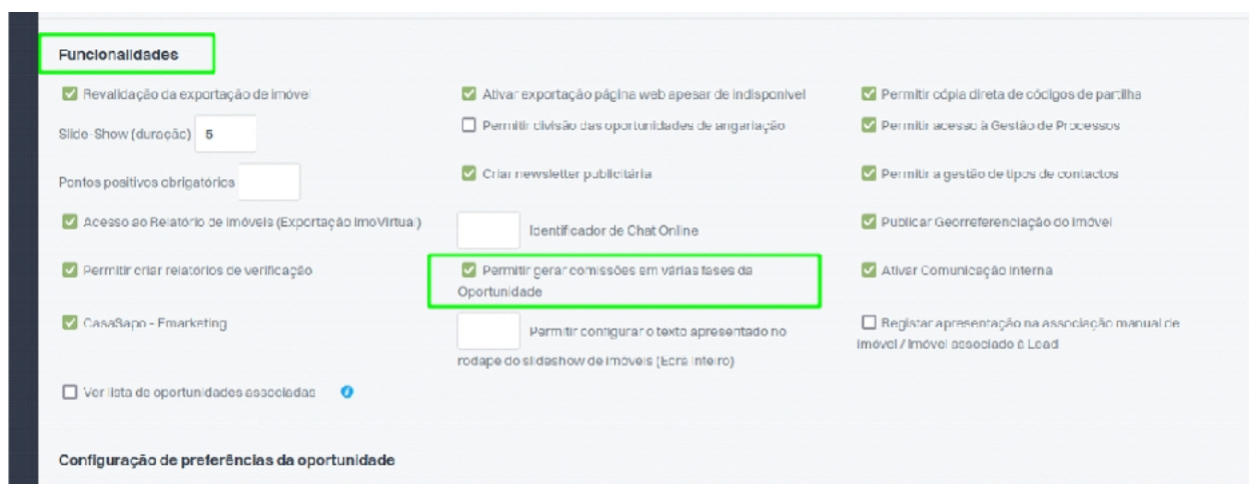 Funcionalidades
Revalidação da exportação de imóvel
Ativar exportação página web apesar de indisponível
Permitir cópia direta de códigos de partilha
Slide-Show (duração) 5
Permitir divisão das oportunidades de angariação
Permitir acesso à Gestão de Processos
Pontos positivos obrigatórios
Criar newsletter publicitária
Permitir a gestão de tipos de contactos
Acesso ao Relatório de Imóveis (Exportação ImoVirtual)
Identificador de Chat Online
Publicar Georreferenciação do Imóvel
Permitir criar relatórios de verificação
Permitir gerar comissões em várias fases da
Oportunidade
Ativar Comunicação Interna
CasaSapo - Emarketing
Permitir configurar o texto apresentado no
rodape do slideshow de imoveis (Ecra Inteiro)
Registar apresentação na associação manual de
imóvel / Imóvel associado à Lead
Ver lista de oportunidades associadas
Configuração de preferências da oportunidade